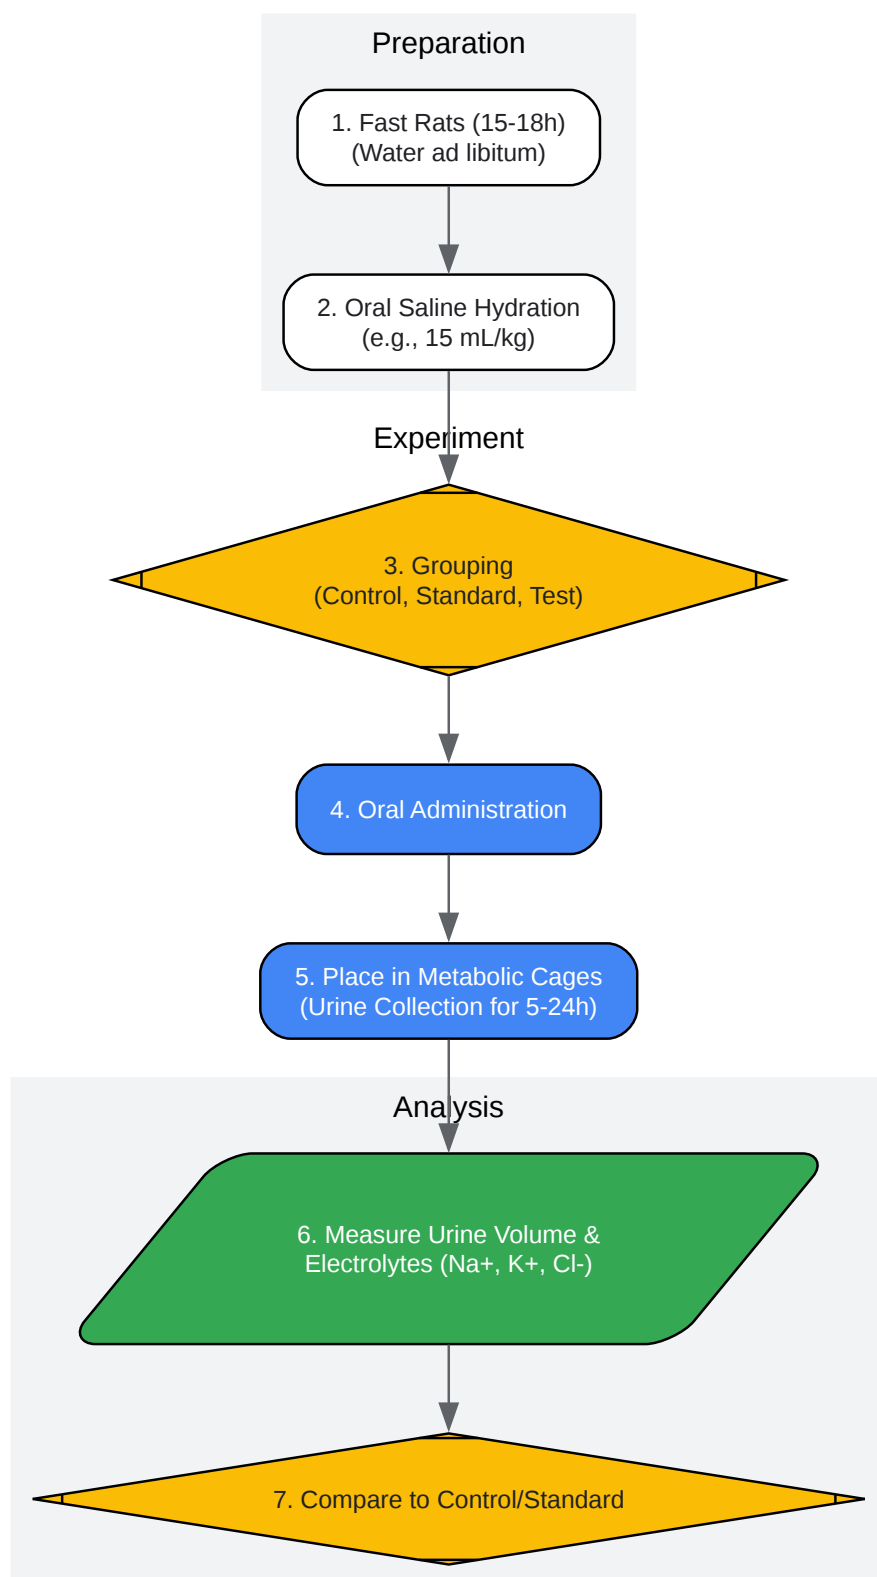 Preparation
1. Fast Rats (15-18h)
(Water ad libitum)
2. Oral Saline Hydration
(e.g., 15 mL/kg)
Experiment
3. Grouping
(Control, Standard, Test)
4. Oral Administration
5. Place in Metabolic Cages
(Urine Collection for 5-24h)
Analysis
6. Measure Urine Volume &
Electrolytes (Na+, K+, Cl-)
7. Compare to Control/Standard